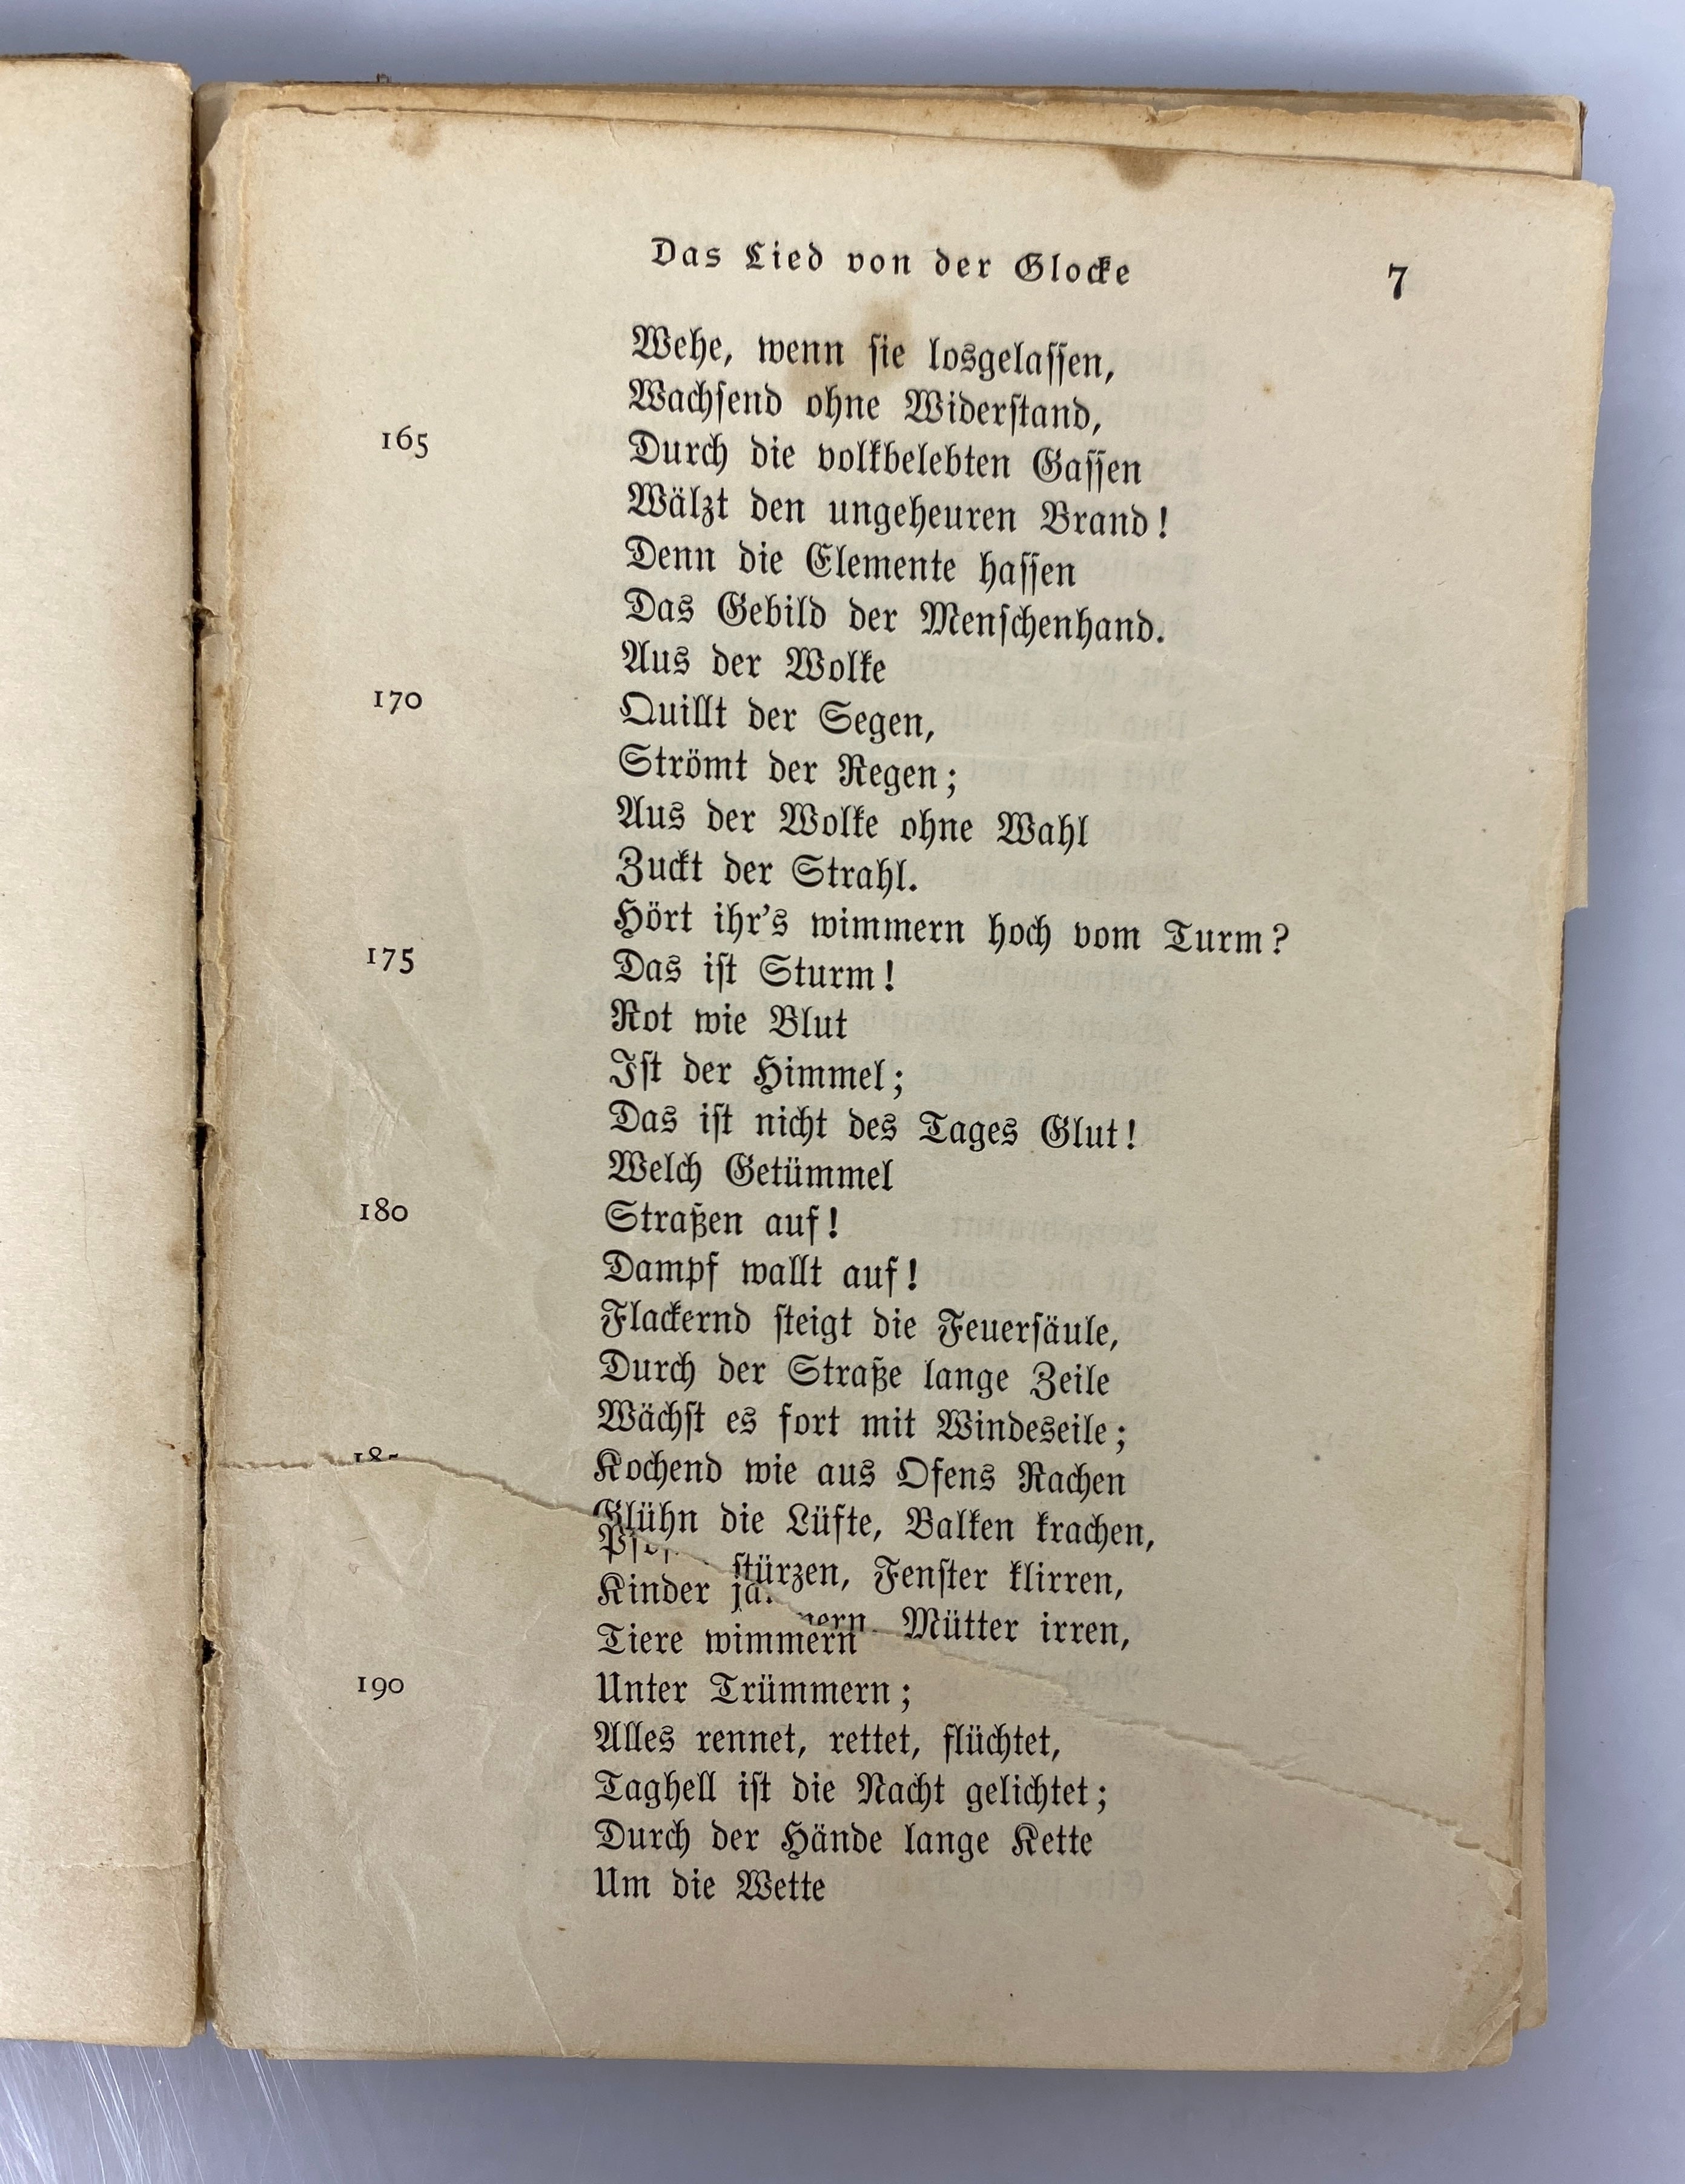 Das Lied von der Glocke 7
Wehe, wenn sie losgelassen,
Wachsend ohne Widerstand,
165 Durch die volkbelebten Gassen
Wälzt den ungeheuren Brand!
Denn die Elemente hassen
Das Gebild der Menschenhand.
Aus der Wolke
170 Quillt der Segen,
Strömt der Regen;
Aus der Wolke ohne Wahl
Zuckt der Strahl.
Hört ihr's wimmern hoch vom Turm?
175 Das ist Sturm!
Rot wie Blut
Ist der Himmel;
Das ist nicht des Tages Glut!
Welch Getümmel
180 Straßen auf!
Dampf wallt auf!
Flackernd steigt die Feuersäule,
Durch der Straße lange Zeile
Wächst es fort mit Windeseile;
Kochend wie aus Ofens Rachen
Glühn die Lüfte, Balken krachen,
stürzen, Fenster klirren,
Kinder Mütter irren,
Tiere wimmern
190 Unter Trümmern;
Alles rennet, rettet, flüchtet,
Taghell ist die Nacht gelichtet;
Durch der Hände lange Kette
Um die Wette